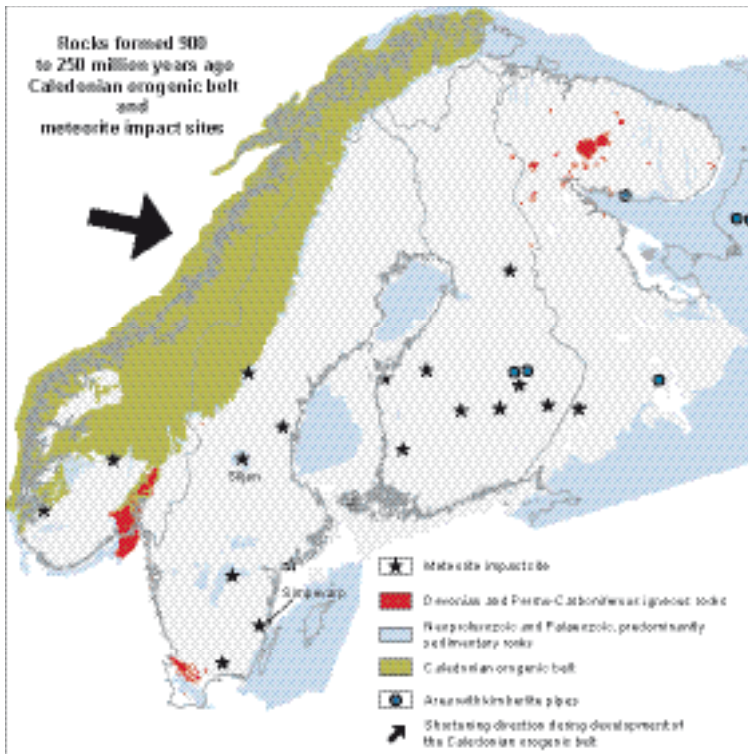 Rocks formed 900
to 250 million years ago
Caledonian orogenic belt
and
meteorite impact sites
Siljan
Simpevarp
Meteorite impact site
Devonian and Permo-Carboniferous igneous rocks
Neoproterozoic and Palaeozoic, predominantly
sedimentary rocks
Caledonian orogenic belt
Area with kimberlite pipes
Shortening direction during development of
the Caledonian orogenic belt